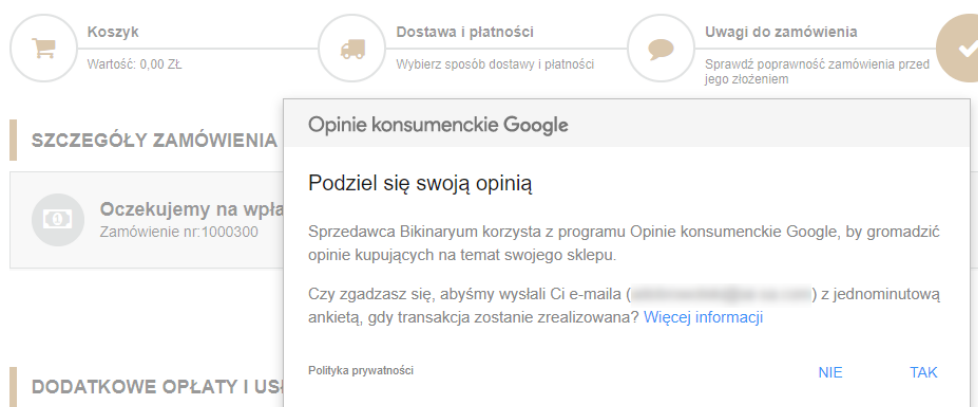 Koszyk
Wartość: 0,00 ZŁ
Dostawa i płatności
Wybierz sposób dostawy i płatności
Uwagi do zamówienia
Sprawdź poprawność zamówienia przed
jego złożeniem
SZCZEGÓŁY ZAMÓWIENIA
Oczekujemy na wpła
Zamówienie nr:1000300
DODATKOWE OPŁATY I USŁ
Opinie konsumenckie Google
Podziel się swoją opinią
Sprzedawca Bikinaryum korzysta z programu Opinie konsumenckie Google, by gromadzić
opinie kupujących na temat swojego sklepu.
Czy zgadzasz się, abyśmy wysłali Ci e-maila ( ) z jednominutową
ankietą, gdy transakcja zostanie zrealizowana? Więcej informacji
Polityka prywatności
NIE
TAK